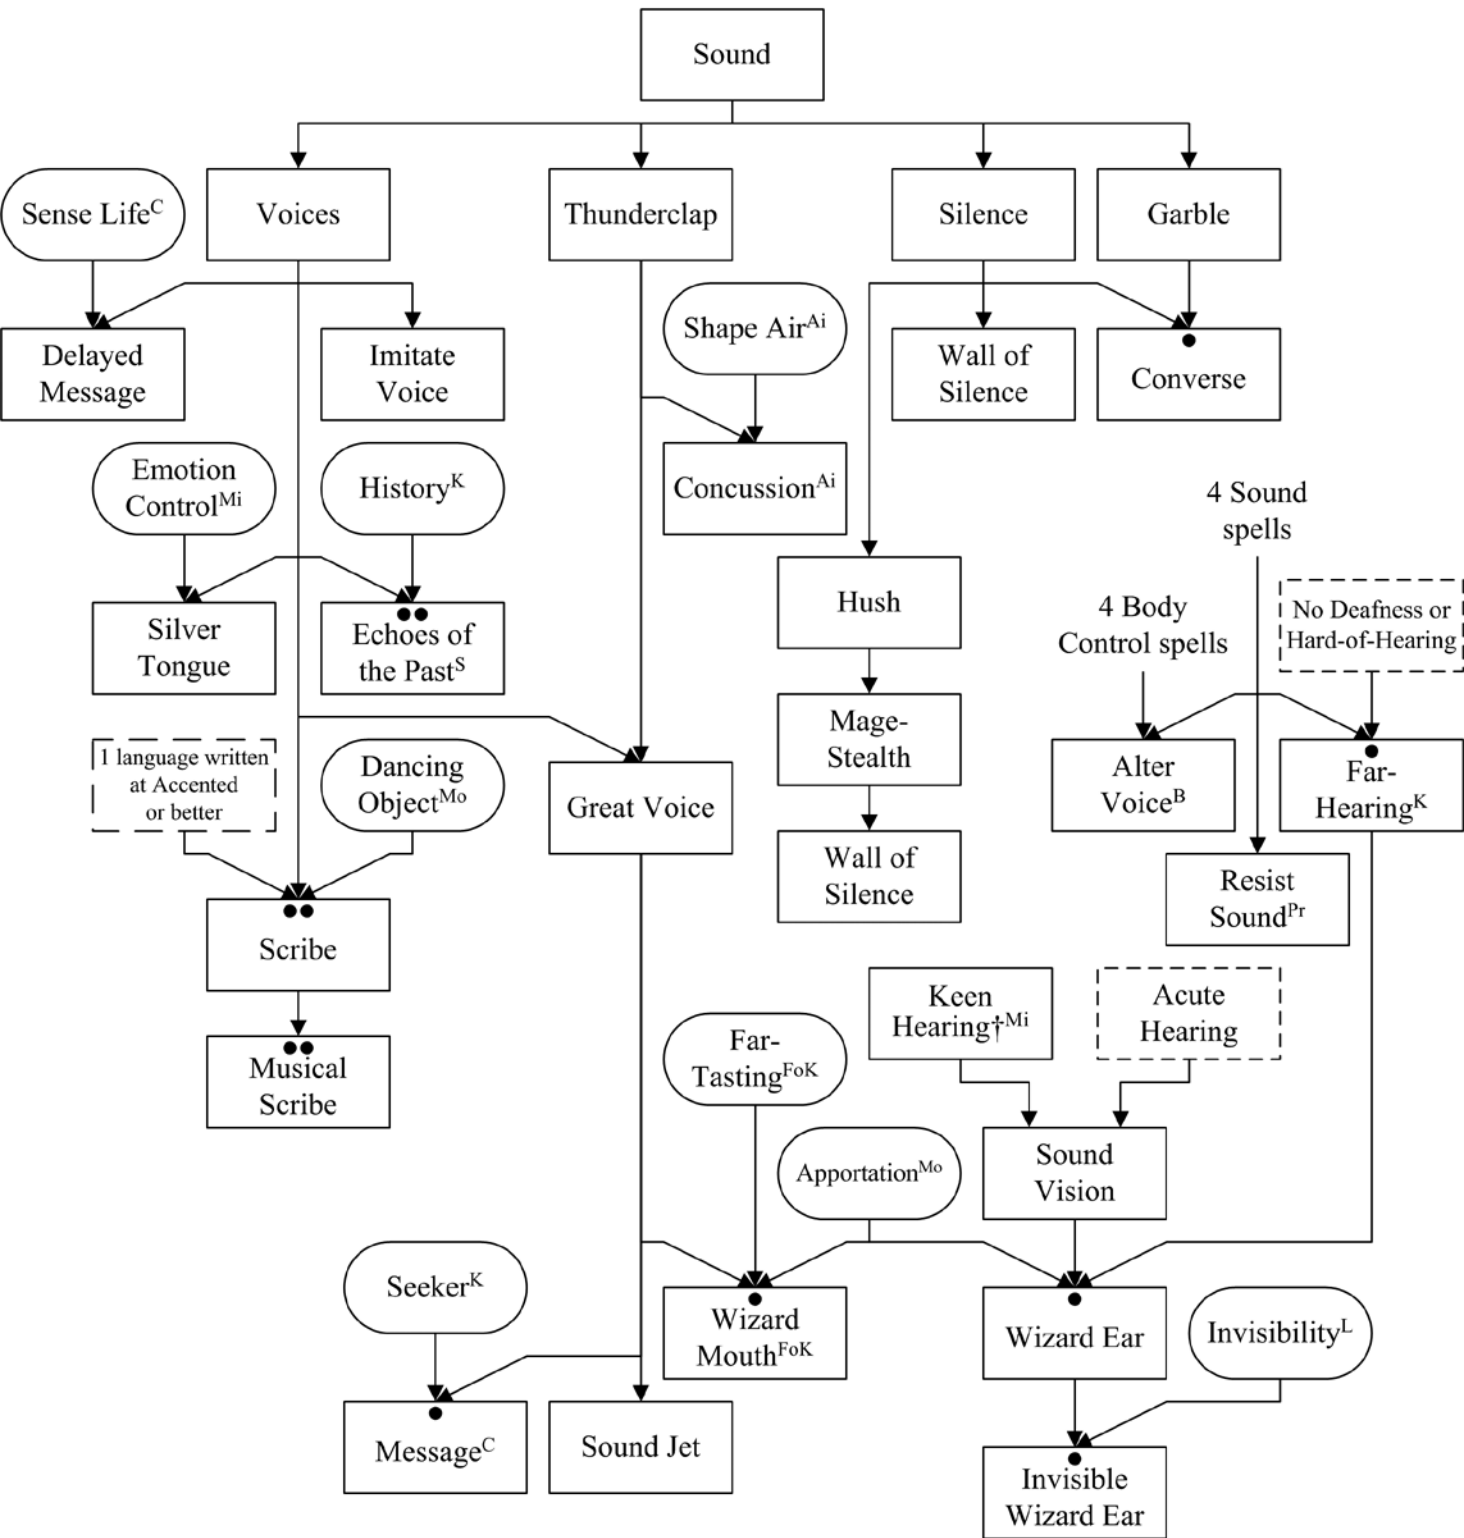 Sound
Sense Life^C
Voices
Thunderclap
Silence
Garble
Shape Air^Ai
Delayed
Message
Imitate
Voice
Wall of
Silence
Converse
Emotion
Control^Mi
History^K
Concussion^Ai
4 Sound
spells
Silver
Tongue
Echoes of
the Past^S
Hush
4 Body
Control spells
No Deafness or
Hard-of-Hearing
1 language written
at Accented
or better
Dancing
Object^Mo
Great Voice
Mage-
Stealth
Alter
Voice^B
Far-
Hearing^K
Wall of
Silence
Resist
Sound^Pr
Scribe
Keen
Hearing†^Mi
Acute
Hearing
Musical
Scribe
Far-
Tasting^FoK
Apportation^Mo
Sound
Vision
Seeker^K
Wizard
Mouth^FoK
Wizard Ear
Invisibility^L
Message^C
Sound Jet
Invisible
Wizard Ear